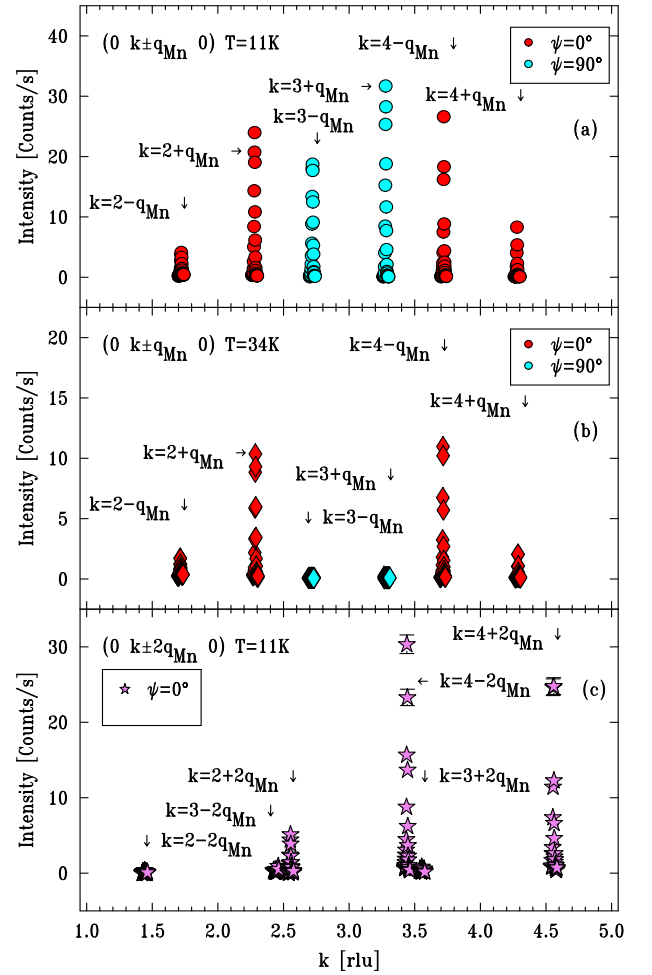 (0 k±qMn 0) T=11K
k=4−qMn ↓
ψ=0°
ψ=90°
k=3+qMn →
k=4+qMn ↓
k=3−qMn ↓
(a)
k=2+qMn →
k=2−qMn ↓
Intensity [Counts/s]
40
30
20
10
0
(0 k±qMn 0) T=34K
k=4−qMn ↓
ψ=0°
ψ=90°
k=4+qMn ↓
(b)
k=2+qMn →
k=3+qMn ↓
k=2−qMn ↓
↓ k=3−qMn
Intensity [Counts/s]
20
15
10
5
0
(0 k±2qMn 0) T=11K
k=4+2qMn ↓
← k=4−2qMn
(c)
ψ=0°
k=2+2qMn ↓
↓ k=3+2qMn
k=3−2qMn ↓
↓ k=2−2qMn
Intensity [Counts/s]
30
20
10
0
1.0 1.5 2.0 2.5 3.0 3.5 4.0 4.5 5.0
k [rlu]